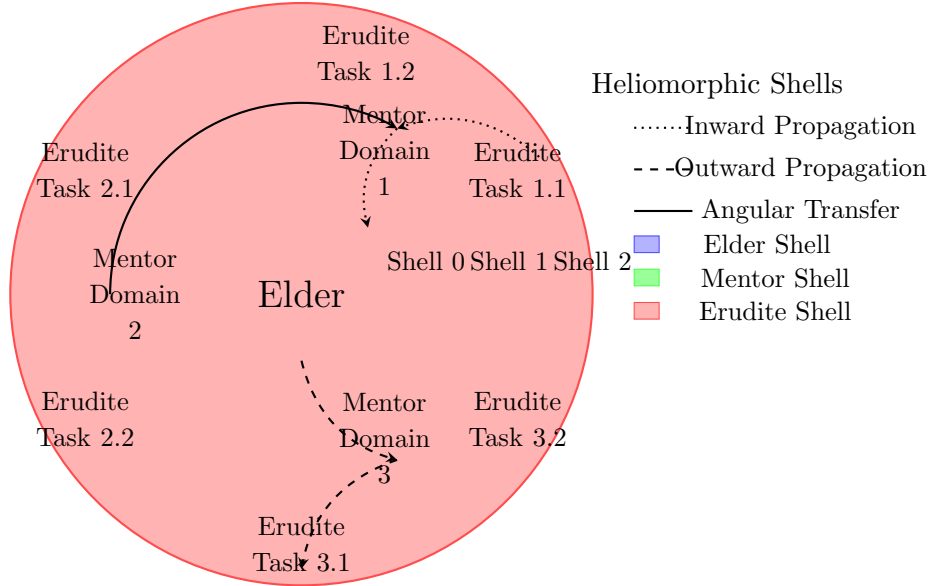 Erudite
Task 1.2
Mentor
Domain
1
Erudite
Task 1.1
Erudite
Task 2.1
Mentor
Domain
2
Elder
Shell 0 Shell 1 Shell 2
Erudite
Task 2.2
Mentor
Domain
3
Erudite
Task 3.2
Erudite
Task 3.1
Heliomorphic Shells
Inward Propagation
Outward Propagation
Angular Transfer
Elder Shell
Mentor Shell
Erudite Shell